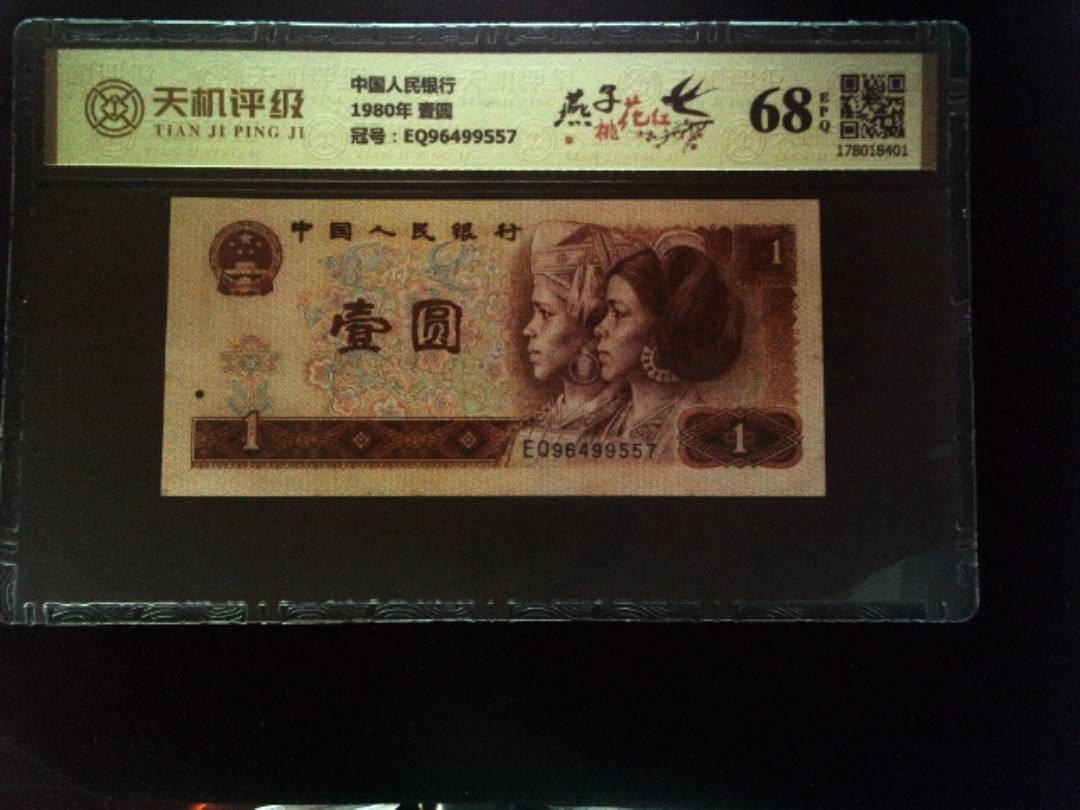 天机评级
TIAN JI PING JI
中国人民银行
1980年 壹圆
冠号：EQ96499557
燕子
桃花红
68
EPQ
178018401
中国人民银行
1
壹圆
1
EQ96499557
1